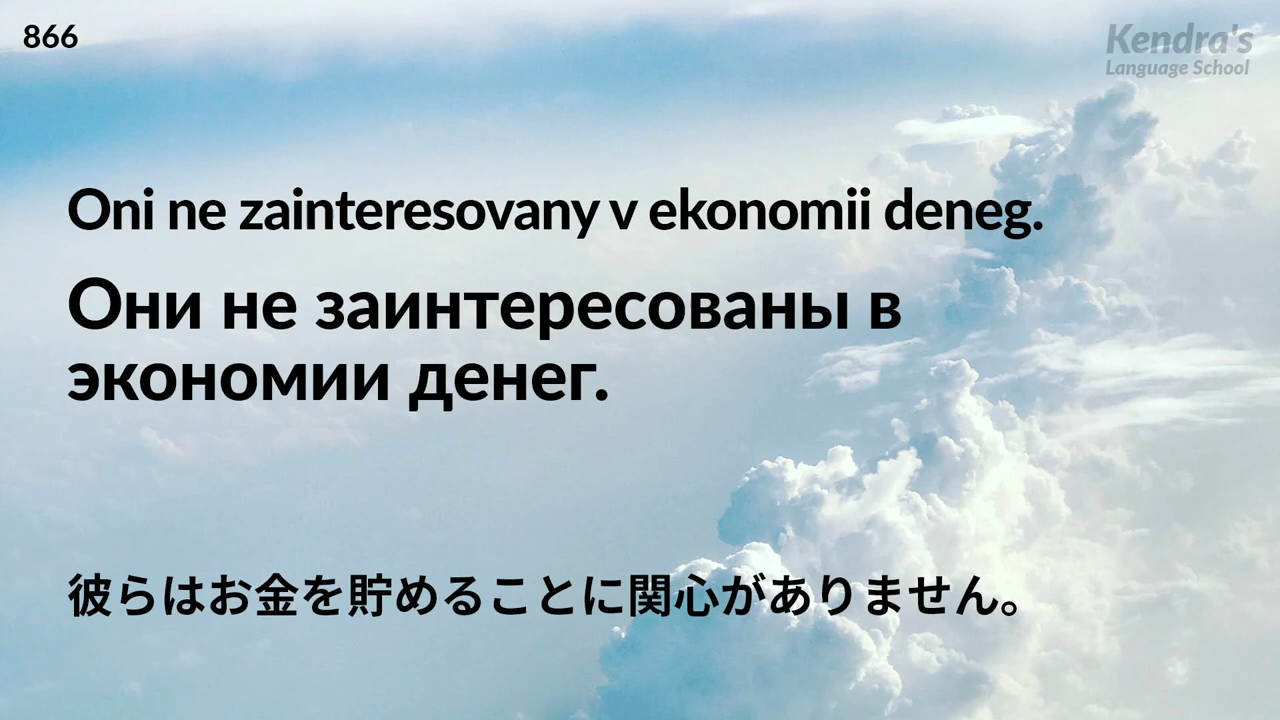 866
Kendra's
Language School
Oni ne zainteresovany v ekonomii deneg.
Они не заинтересованы в
экономии денег.
彼らはお金を貯めることに関心がありません。